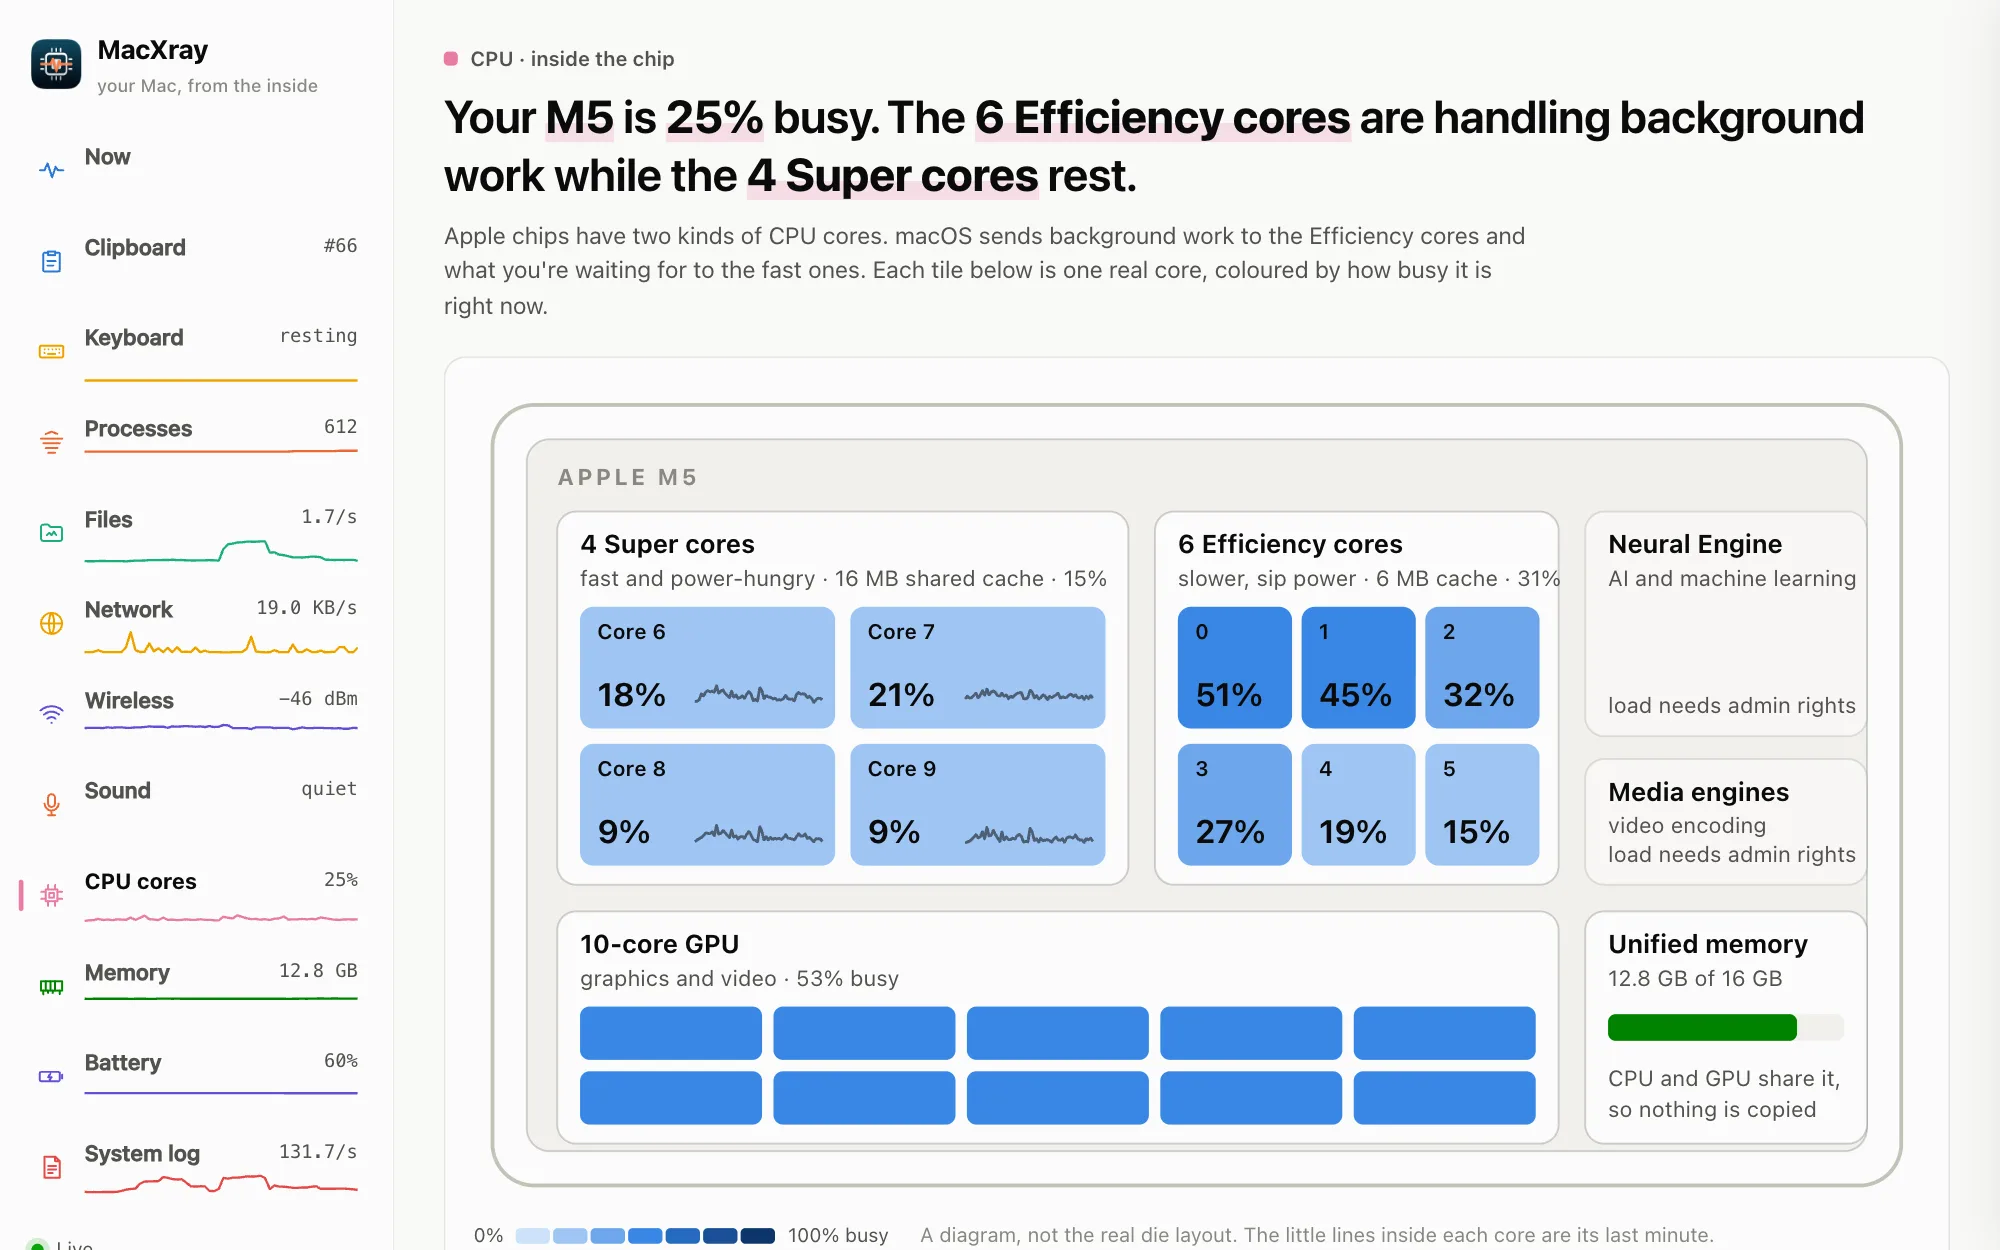 MacXray
your Mac, from the inside
Now
Clipboard #66
Keyboard resting
Processes 612
Files 1.7/s
Network 19.0 KB/s
Wireless −46 dBm
Sound quiet
CPU cores 25%
Memory 12.8 GB
Battery 60%
System log 131.7/s
Live
CPU · inside the chip
Your M5 is 25% busy. The 6 Efficiency cores are handling background
work while the 4 Super cores rest.
Apple chips have two kinds of CPU cores. macOS sends background work to the Efficiency cores and
what you're waiting for to the fast ones. Each tile below is one real core, coloured by how busy it is
right now.
APPLE M5
4 Super cores
fast and power-hungry · 16 MB shared cache · 15%
Core 6
18%
Core 7
21%
Core 8
9%
Core 9
9%
6 Efficiency cores
slower, sip power · 6 MB cache · 31%
0
51%
1
45%
2
32%
3
27%
4
19%
5
15%
Neural Engine
AI and machine learning
load needs admin rights
Media engines
video encoding
load needs admin rights
10-core GPU
graphics and video · 53% busy
Unified memory
12.8 GB of 16 GB
CPU and GPU share it,
so nothing is copied
0% 100% busy
A diagram, not the real die layout. The little lines inside each core are its last minute.